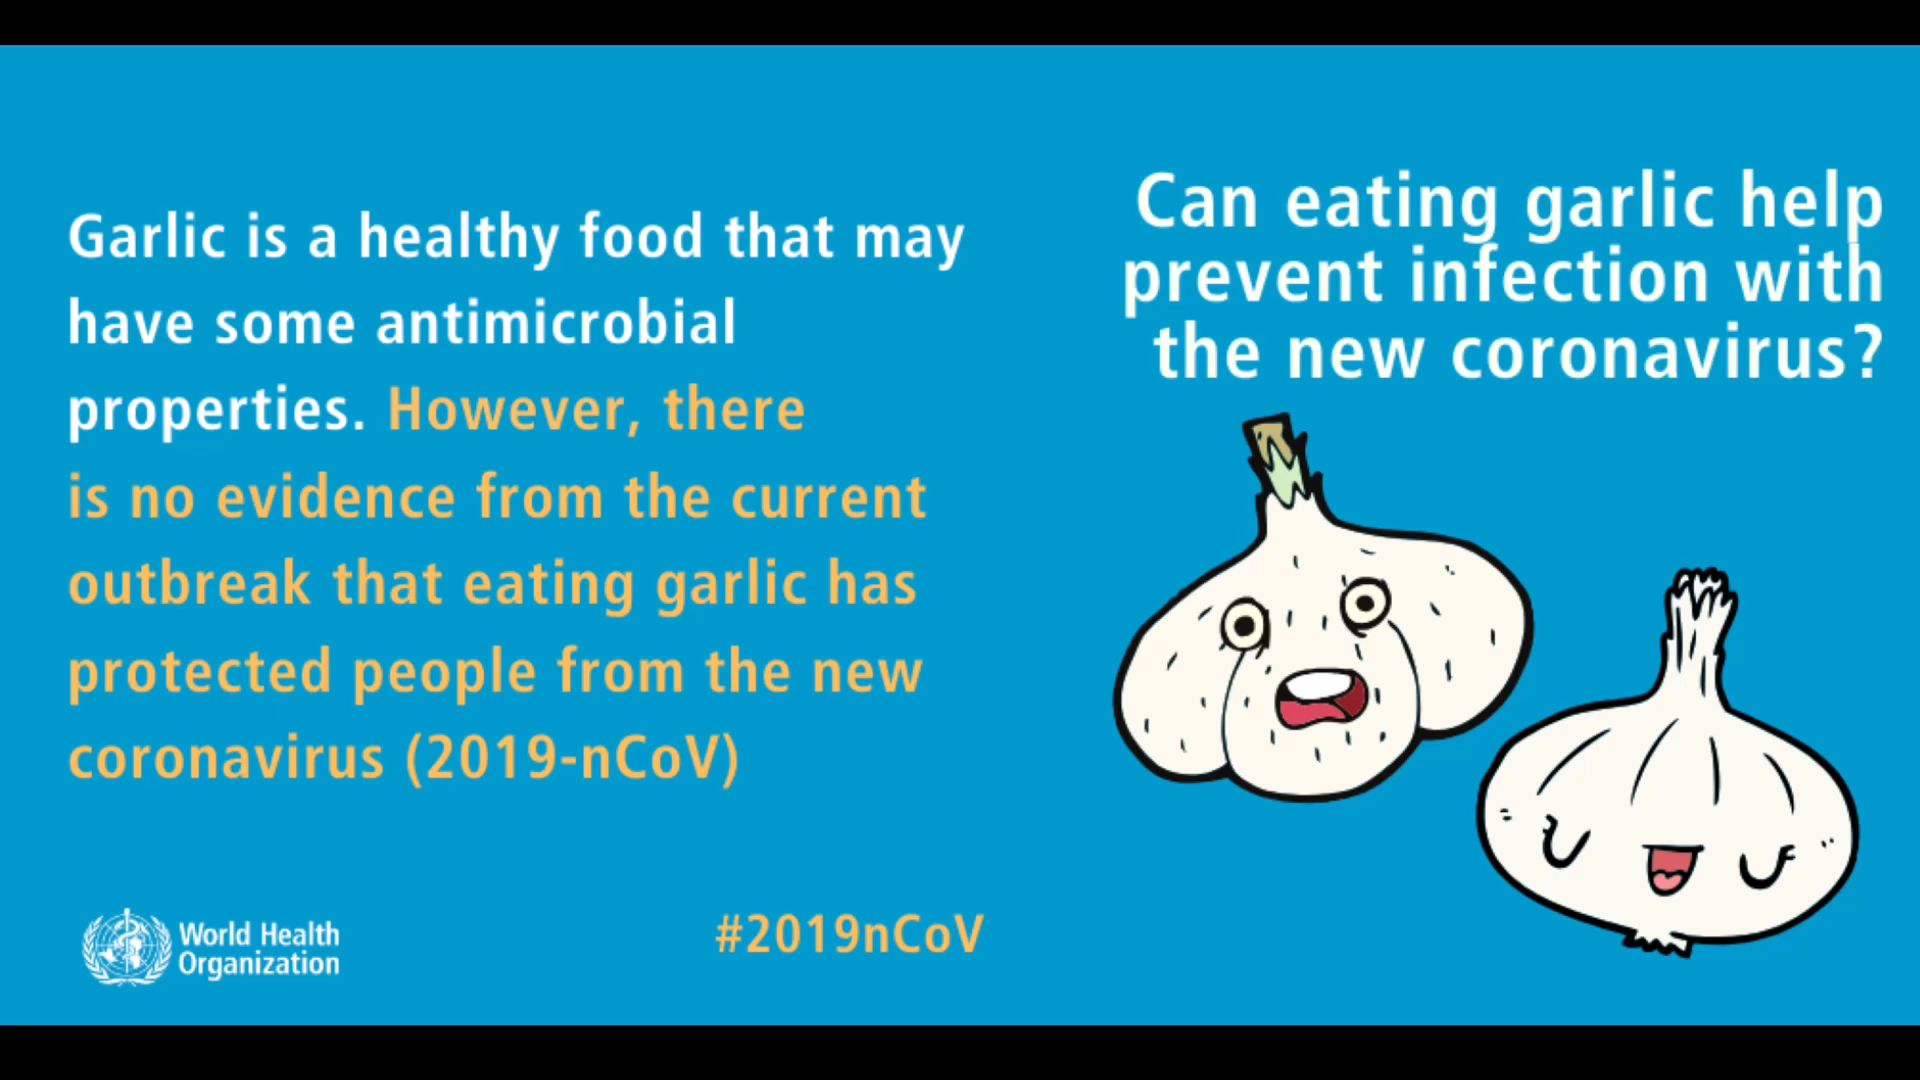 Can eating garlic help
prevent infection with
the new coronavirus?
Garlic is a healthy food that may
have some antimicrobial
properties. However, there
is no evidence from the current
outbreak that eating garlic has
protected people from the new
coronavirus (2019-nCoV)
World Health
Organization
#2019nCoV